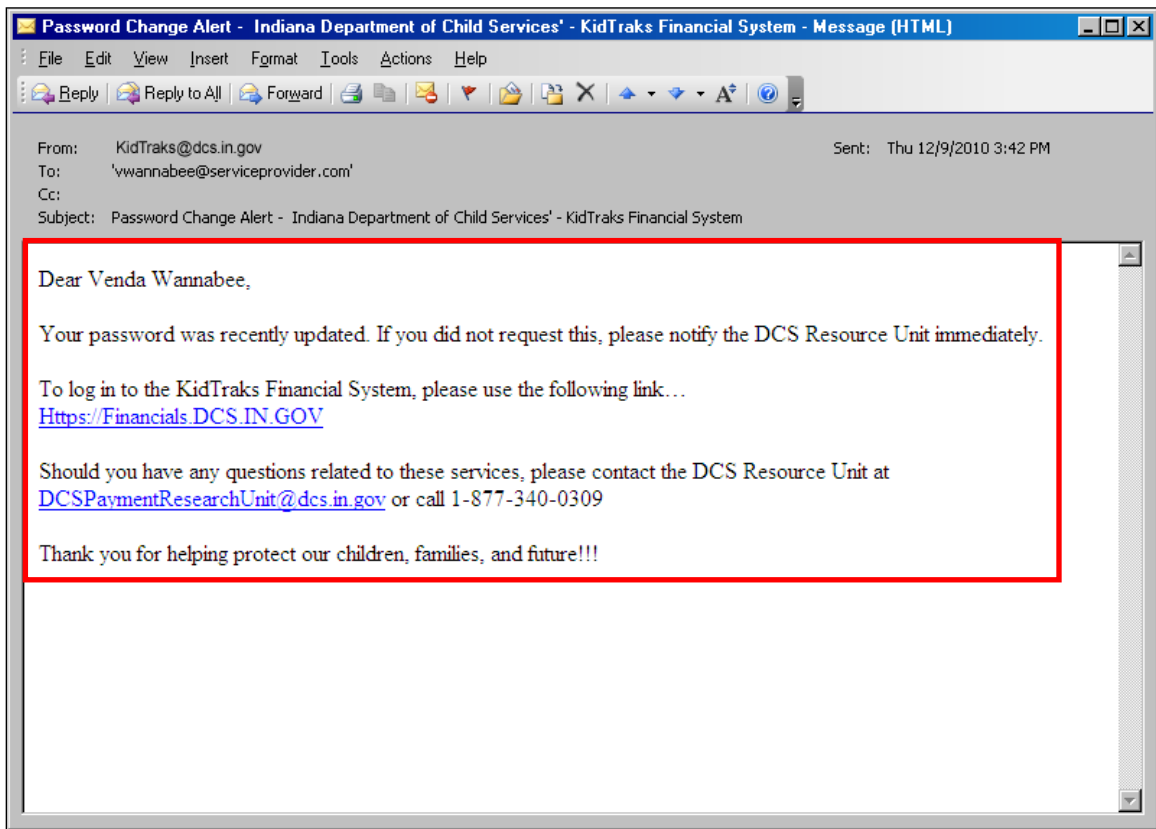 Password Change Alert -  Indiana Department of Child Services' - KidTraks Financial System - Message (HTML)
File Edit View Insert Format Tools Actions Help
Reply Reply to All Forward
From: KidTraks@dcs.in.gov Sent: Thu 12/9/2010 3:42 PM
To: 'vwannabee@serviceprovider.com'
Cc:
Subject: Password Change Alert -  Indiana Department of Child Services' - KidTraks Financial System
Dear Venda Wannabee,
Your password was recently updated. If you did not request this, please notify the DCS Resource Unit immediately.
To log in to the KidTraks Financial System, please use the following link…
Https://Financials.DCS.IN.GOV
Should you have any questions related to these services, please contact the DCS Resource Unit at
DCSPaymentResearchUnit@dcs.in.gov or call 1-877-340-0309
Thank you for helping protect our children, families, and future!!!